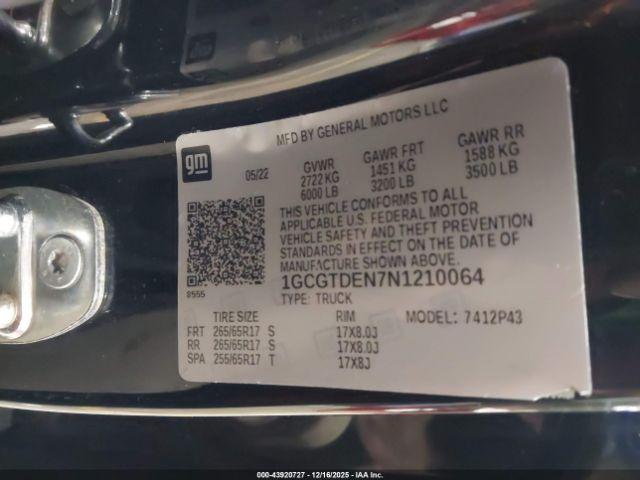 MFD BY GENERAL MOTORS LLC
gm
05/22
GVWR GAWR FRT GAWR RR
2722 KG 1451 KG 1588 KG
6000 LB 3200 LB 3500 LB
THIS VEHICLE CONFORMS TO ALL
APPLICABLE U.S. FEDERAL MOTOR
VEHICLE SAFETY AND THEFT PREVENTION
STANDARDS IN EFFECT ON THE DATE OF
MANUFACTURE SHOWN ABOVE.
1GCGTDEN7N1210064
8555
TYPE: TRUCK
TIRE SIZE RIM MODEL: 7412P43
FRT 265/65R17 S 17X8.0J
RR 265/65R17 S 17X8.0J
SPA 255/65R17 T 17X8J
000-43920727 - 12/16/2025 - IAAI, Inc.